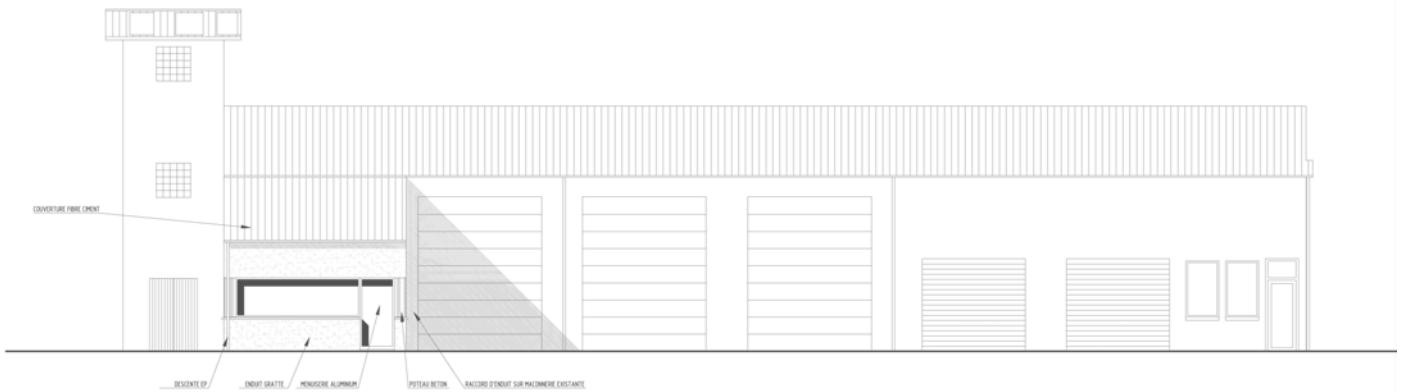 COUVERTURE FIBRE CIMENT
DESCENTE EP
ENDUIT GRATTE
MENUISERIE ALUMINIUM
POTEAU BETON
RACCORD D'ENDUIT SUR MACONNERIE EXISTANTE